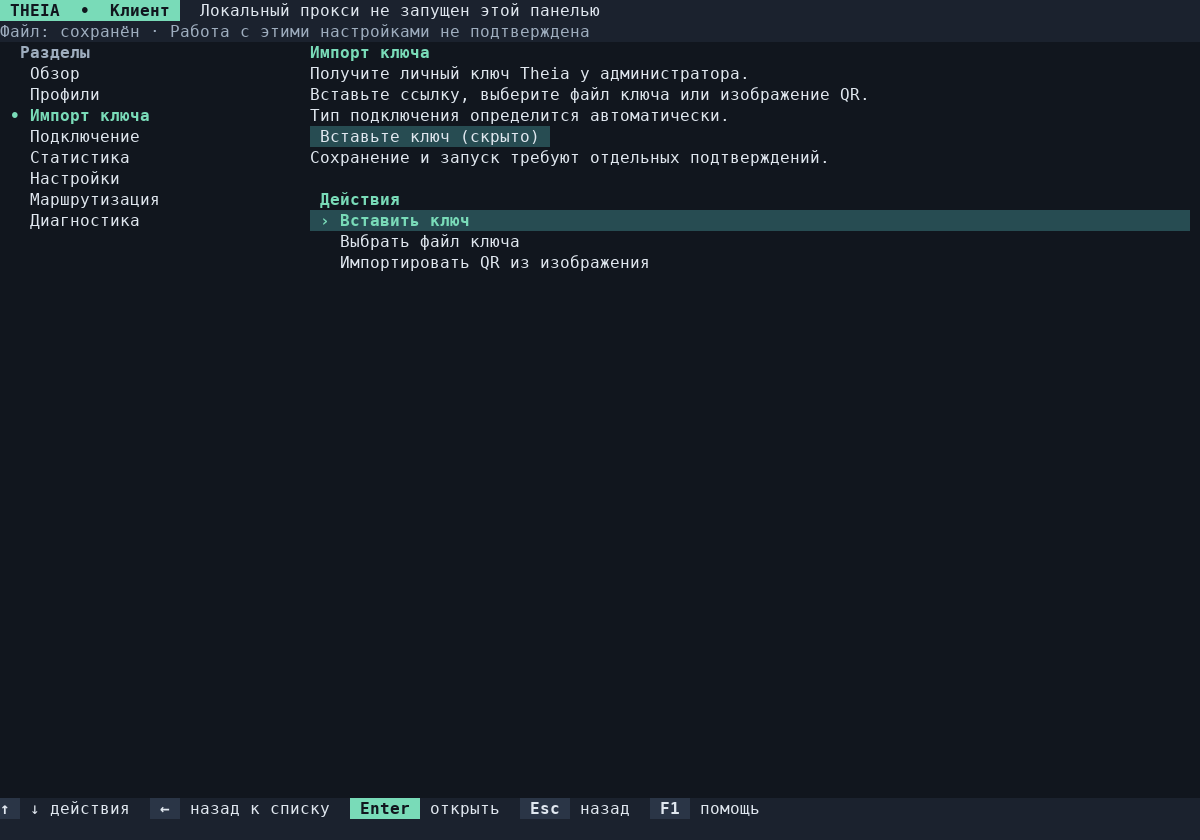 THEIA • Клиент Локальный прокси не запущен этой панелью
Файл: сохранён · Работа с этими настройками не подтверждена
Разделы
Обзор
Профили
• Импорт ключа
Подключение
Статистика
Настройки
Маршрутизация
Диагностика
Импорт ключа
Получите личный ключ Theia у администратора.
Вставьте ссылку, выберите файл ключа или изображение QR.
Тип подключения определится автоматически.
Вставьте ключ (скрыто)
Сохранение и запуск требуют отдельных подтверждений.
Действия
› Вставить ключ
Выбрать файл ключа
Импортировать QR из изображения
↑ ↓ действия ← назад к списку Enter открыть Esc назад F1 помощь